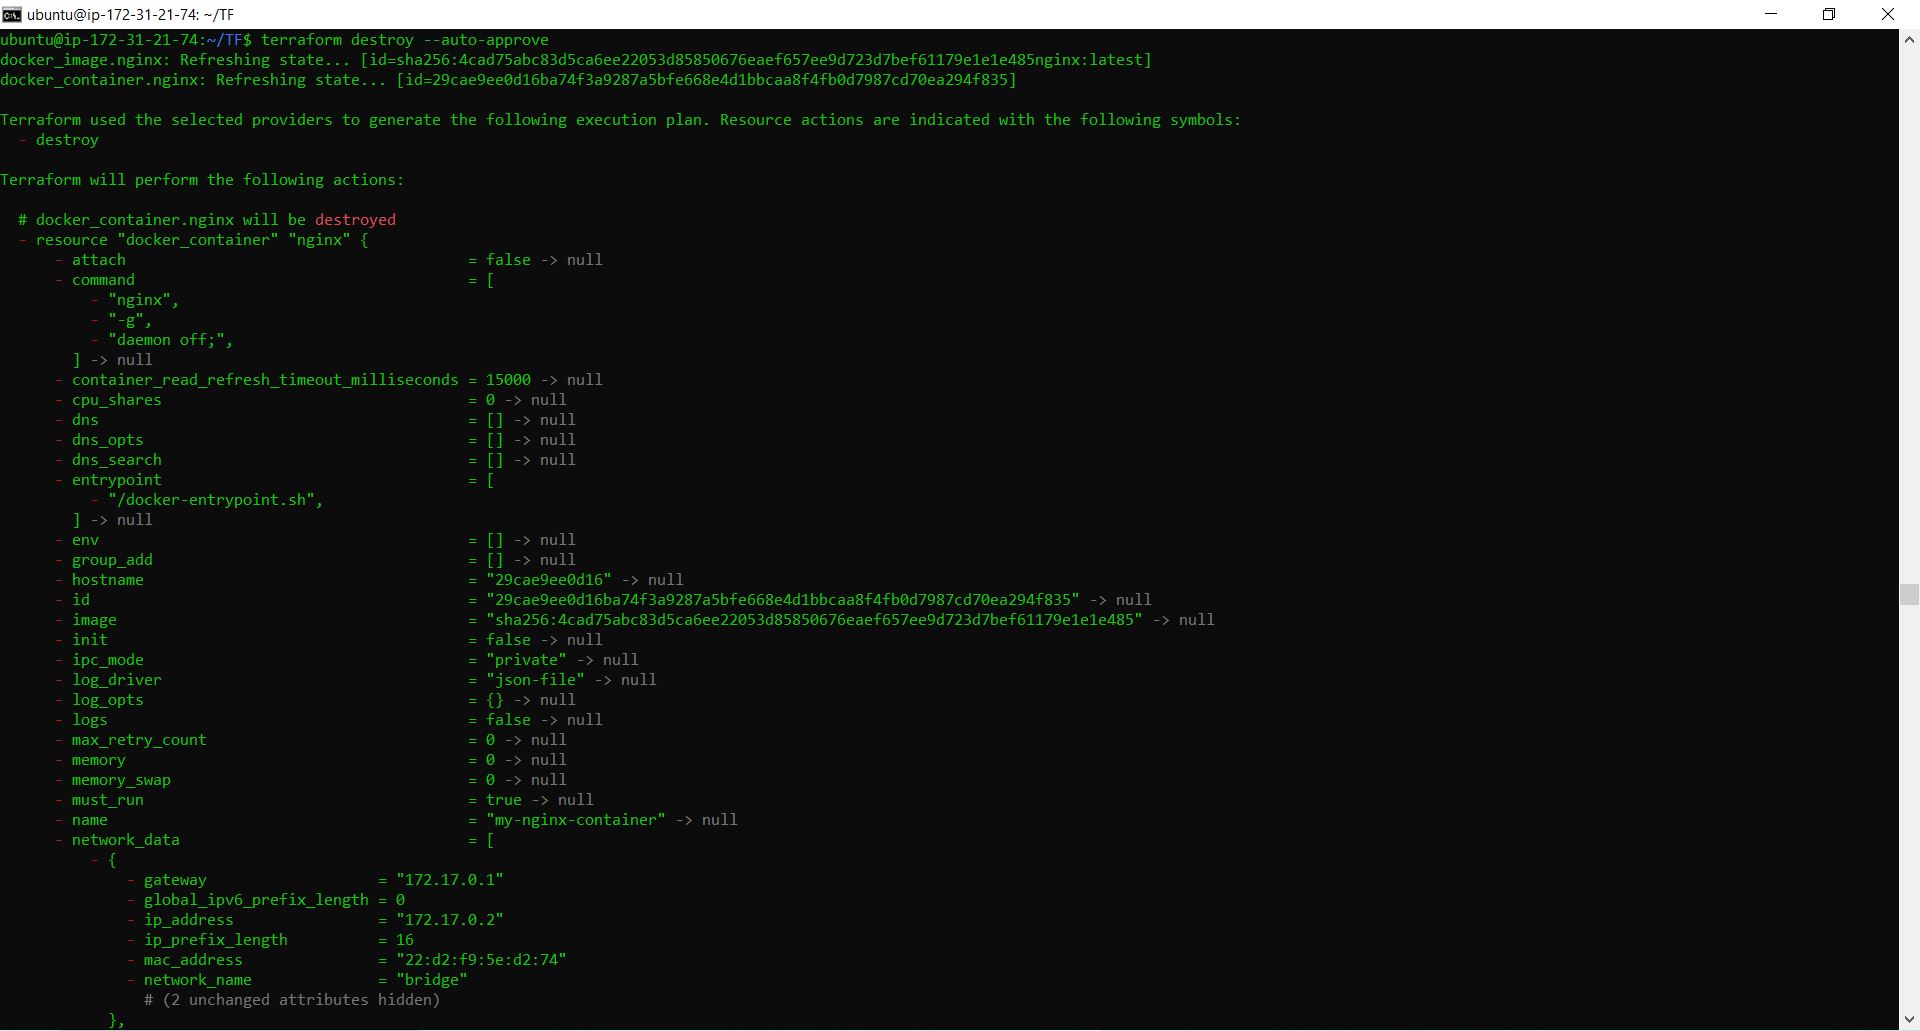 ubuntu@ip-172-31-21-74: ~/TF
ubuntu@ip-172-31-21-74:~/TF$ terraform destroy --auto-approve
docker_image.nginx: Refreshing state... [id=sha256:4cad75abc83d5ca6ee22053d85850676eaef657ee9d723d7bef61179e1e1e485nginx:latest]
docker_container.nginx: Refreshing state... [id=29cae9ee0d16ba74f3a9287a5bfe668e4d1bbcaa8f4fb0d7987cd70ea294f835]
Terraform used the selected providers to generate the following execution plan. Resource actions are indicated with the following symbols:
  - destroy
Terraform will perform the following actions:
  # docker_container.nginx will be destroyed
  - resource "docker_container" "nginx" {
      - attach                                      = false -> null
      - command                                     = [
          - "nginx",
          - "-g",
          - "daemon off;",
        ] -> null
      - container_read_refresh_timeout_milliseconds = 15000 -> null
      - cpu_shares                                  = 0 -> null
      - dns                                         = [] -> null
      - dns_opts                                    = [] -> null
      - dns_search                                  = [] -> null
      - entrypoint                                  = [
          - "/docker-entrypoint.sh",
        ] -> null
      - env                                         = [] -> null
      - group_add                                   = [] -> null
      - hostname                                    = "29cae9ee0d16" -> null
      - id                                          = "29cae9ee0d16ba74f3a9287a5bfe668e4d1bbcaa8f4fb0d7987cd70ea294f835" -> null
      - image                                       = "sha256:4cad75abc83d5ca6ee22053d85850676eaef657ee9d723d7bef61179e1e1e485" -> null
      - init                                        = false -> null
      - ipc_mode                                    = "private" -> null
      - log_driver                                  = "json-file" -> null
      - log_opts                                    = {} -> null
      - logs                                        = false -> null
      - max_retry_count                             = 0 -> null
      - memory                                      = 0 -> null
      - memory_swap                                 = 0 -> null
      - must_run                                    = true -> null
      - name                                        = "my-nginx-container" -> null
      - network_data                                = [
          - {
              - gateway                   = "172.17.0.1"
              - global_ipv6_prefix_length = 0
              - ip_address                = "172.17.0.2"
              - ip_prefix_length          = 16
              - mac_address               = "22:d2:f9:5e:d2:74"
              - network_name              = "bridge"
                # (2 unchanged attributes hidden)
            },